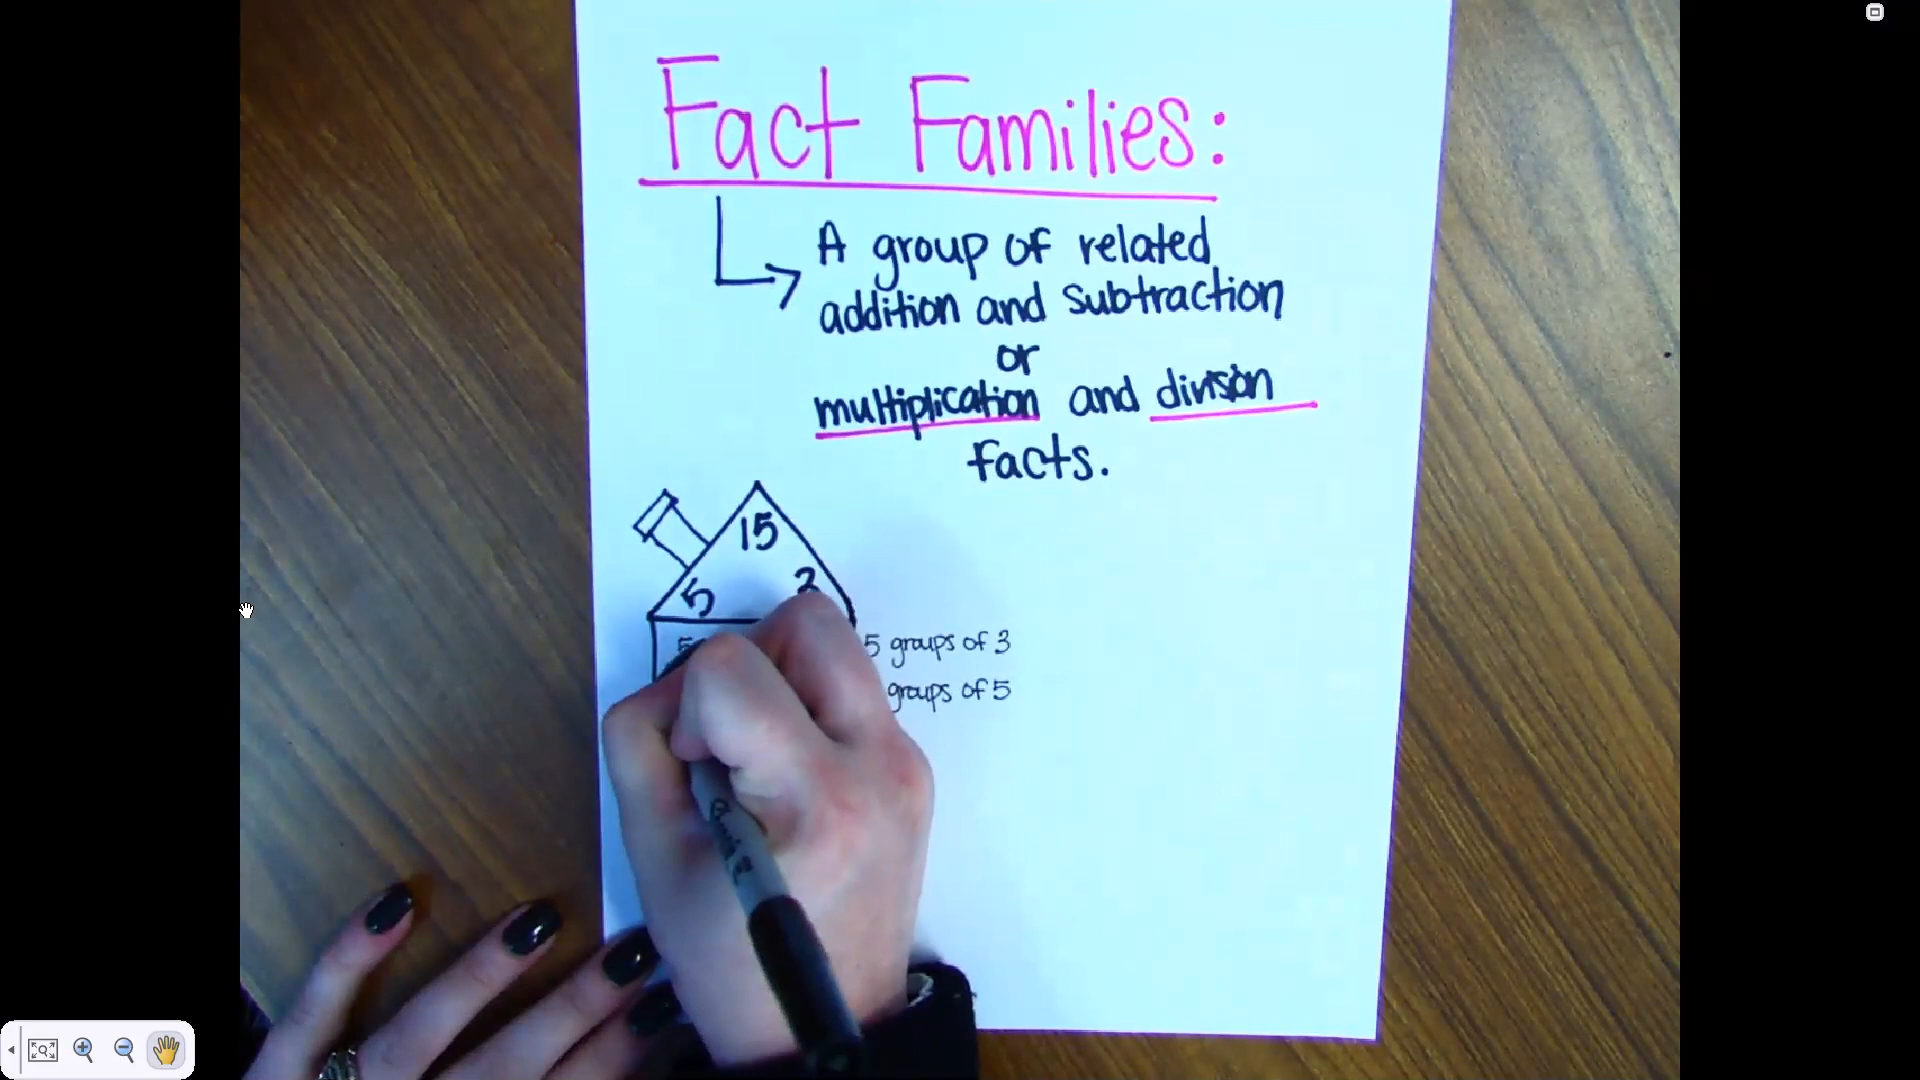 Fact Families:
A group of related
addition and subtraction
or
multiplication and division
facts.
15
5 3
5 groups of 3
groups of 5